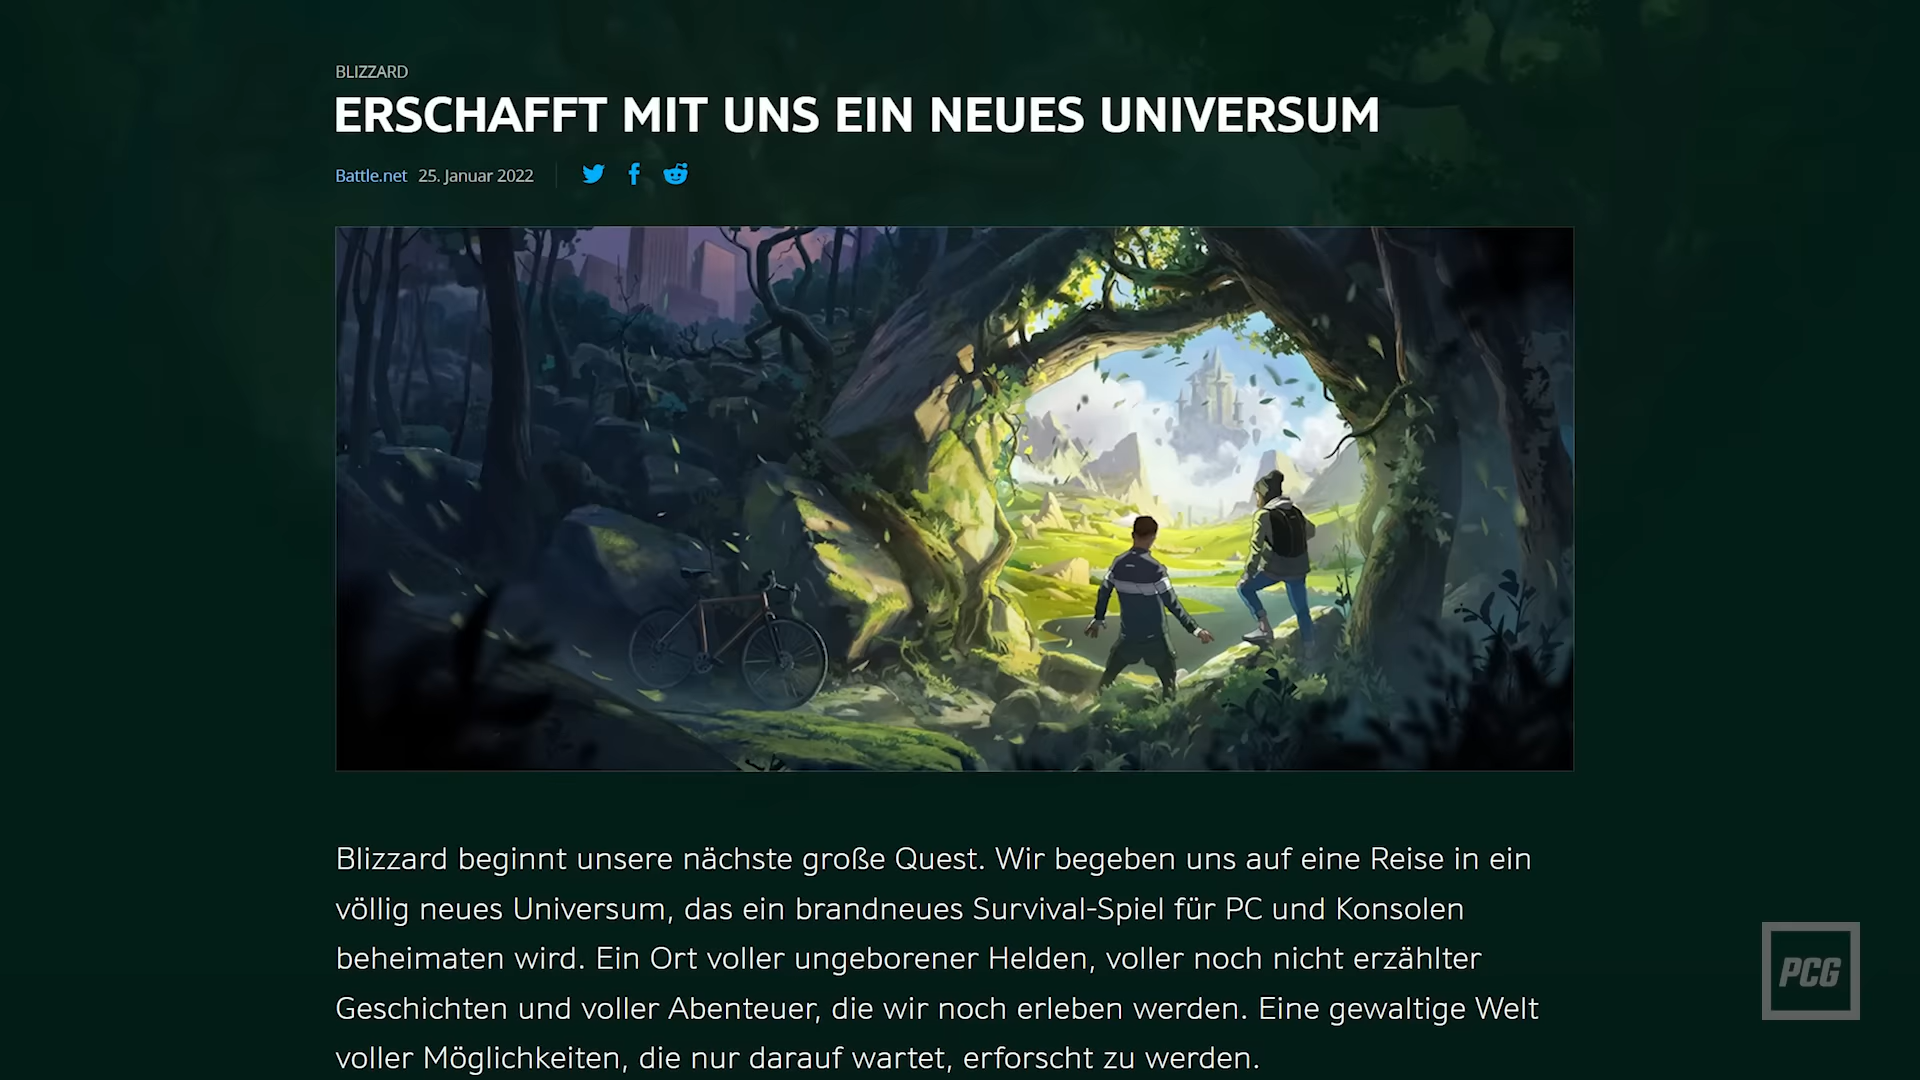 BLIZZARD
ERSCHAFFT MIT UNS EIN NEUES UNIVERSUM
Battle.net 25. Januar 2022
Blizzard beginnt unsere nächste große Quest. Wir begeben uns auf eine Reise in ein
völlig neues Universum, das ein brandneues Survival-Spiel für PC und Konsolen
beheimaten wird. Ein Ort voller ungeborener Helden, voller noch nicht erzählter
Geschichten und voller Abenteuer, die wir noch erleben werden. Eine gewaltige Welt
voller Möglichkeiten, die nur darauf wartet, erforscht zu werden.
PCG